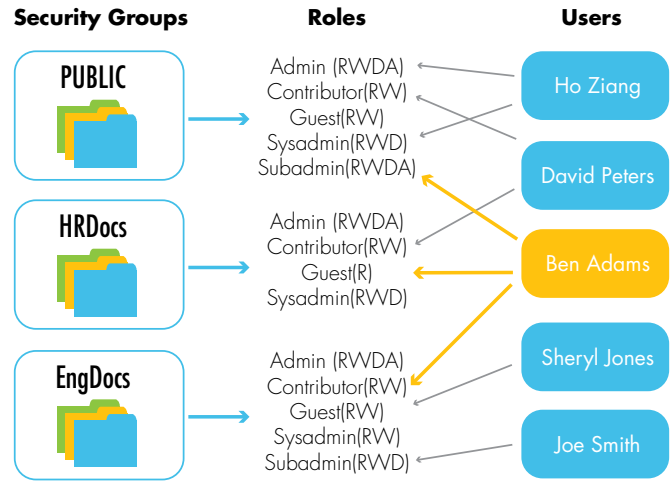 Security Groups
Roles
Users
PUBLIC
Admin (RWDA)
Contributor(RW)
Guest(RW)
Sysadmin(RWD)
Subadmin(RWDA)
HRDocs
Admin (RWDA)
Contributor(RW)
Guest(R)
Sysadmin(RWD)
EngDocs
Admin (RWDA)
Contributor(RW)
Guest(RW)
Sysadmin(RW)
Subadmin(RWD)
Ho Ziang
David Peters
Ben Adams
Sheryl Jones
Joe Smith